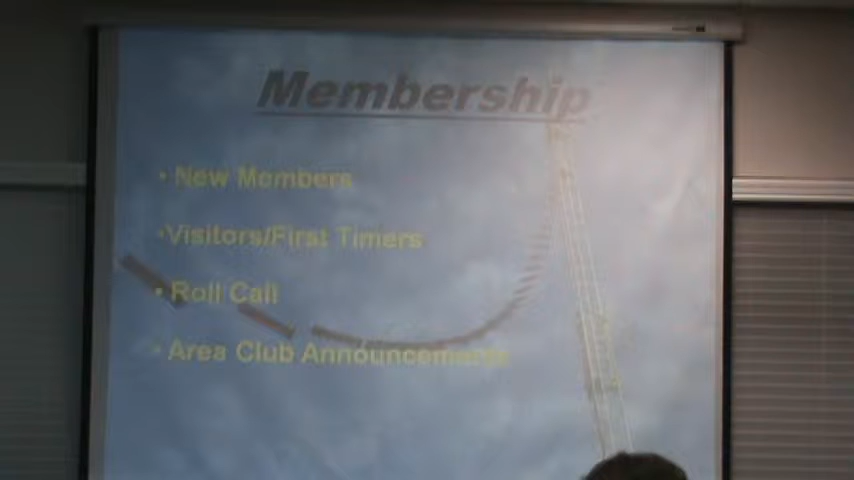 Membership
• New Members
•Visitors/First Timers
• Roll Call
• Area Club Announcements